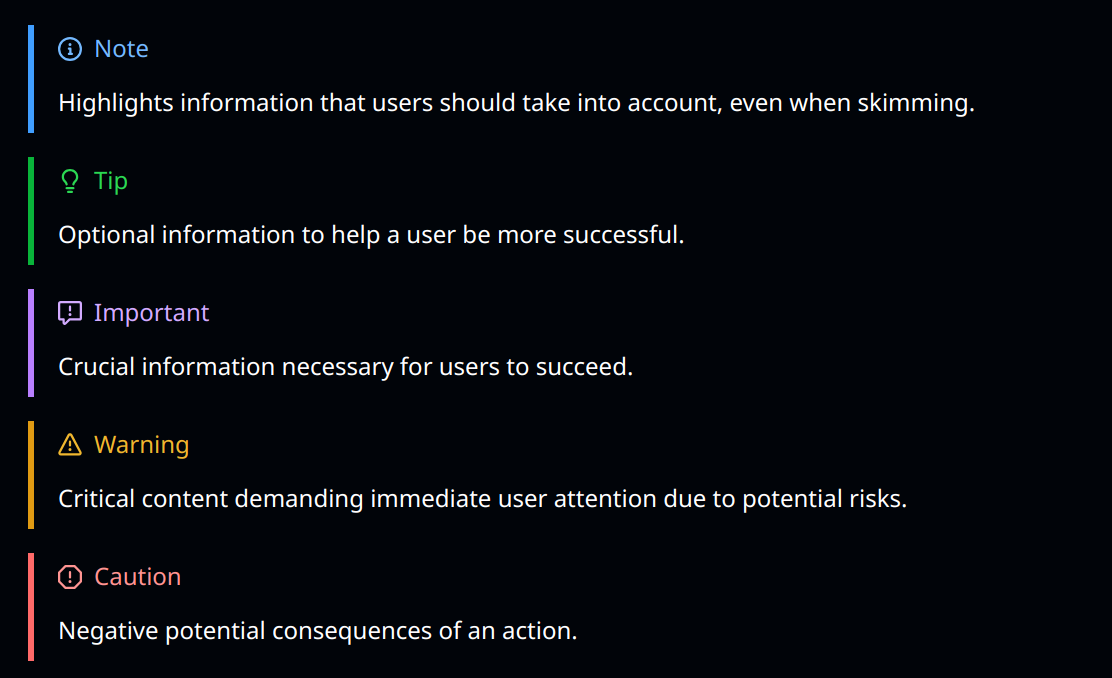 Note
Highlights information that users should take into account, even when skimming.
Tip
Optional information to help a user be more successful.
Important
Crucial information necessary for users to succeed.
Warning
Critical content demanding immediate user attention due to potential risks.
Caution
Negative potential consequences of an action.